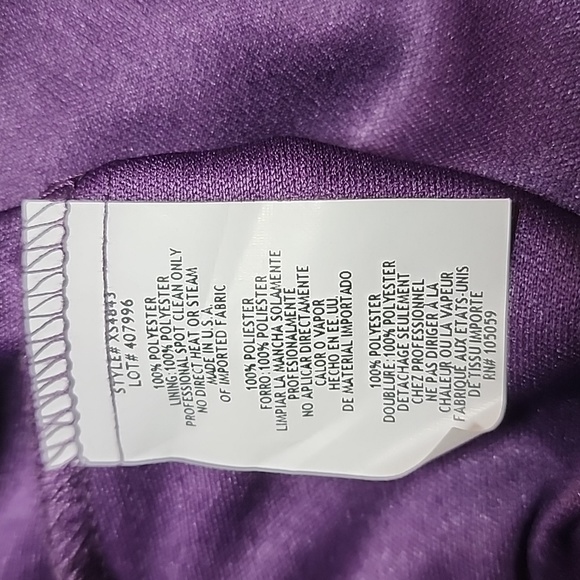 STYLE# XS4643
LOT# 407996
100% POLYESTER
LINING:100% POLYESTER
PROFESSIONAL SPOT CLEAN ONLY
NO DIRECT HEAT OR STEAM
MADE IN U.S.A.
OF IMPORTED FABRIC
100% POLIESTER
FORRO:100% POLIESTER
LIMPIAR LA MANCHA SOLAMENTE
PROFESIONALMENTE
NO APLICAR DIRECTAMENTE
CALOR O VAPOR
HECHO EN EE.UU.
DE MATERIAL IMPORTADO
100% POLYESTER
DOUBLURE:100% POLYESTER
DETACHAGE SEULEMENT
CHEZ PROFESSIONNEL
NE PAS DIRIGER A LA
CHALEUR OU LA VAPEUR
FABRIQUE AUX ETATS-UNIS
DE TISSU IMPORTE
RN# 105059